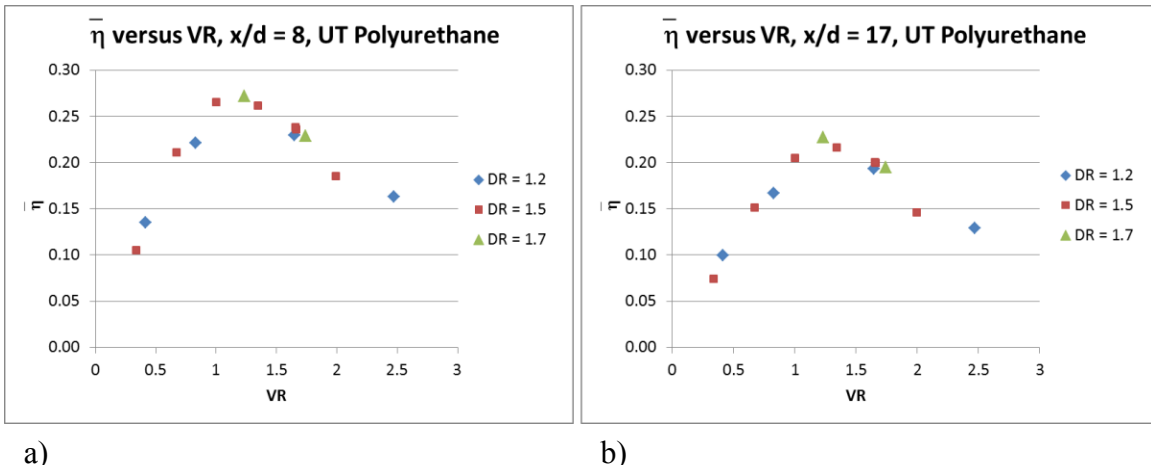 η̅ versus VR, x/d = 8, UT Polyurethane
0.30
0.25
0.20
0.15
0.10
0.05
0.00
η̅
0 0.5 1 1.5 2 2.5 3
VR
DR = 1.2
DR = 1.5
DR = 1.7
a)
η̅ versus VR, x/d = 17, UT Polyurethane
0.30
0.25
0.20
0.15
0.10
0.05
0.00
η̅
0 0.5 1 1.5 2 2.5 3
VR
DR = 1.2
DR = 1.5
DR = 1.7
b)